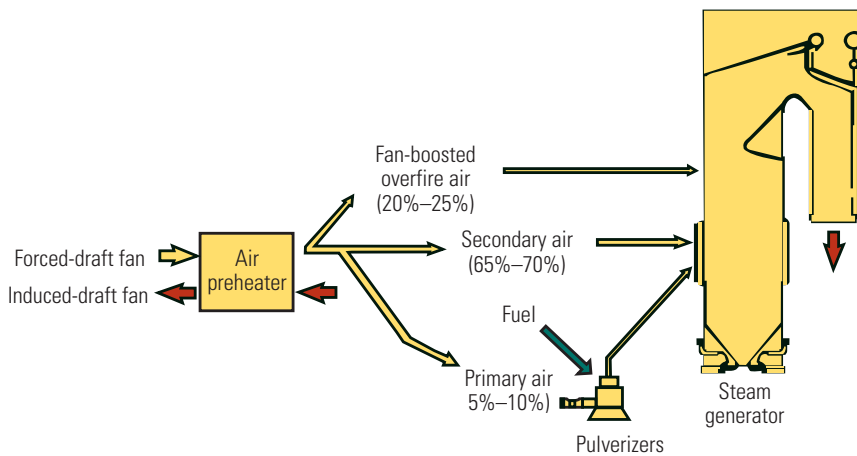 Fan-boosted
overfire air
(20%–25%)
Forced-draft fan
Induced-draft fan
Air
preheater
Secondary air
(65%–70%)
Fuel
Primary air
5%–10%)
Pulverizers
Steam
generator